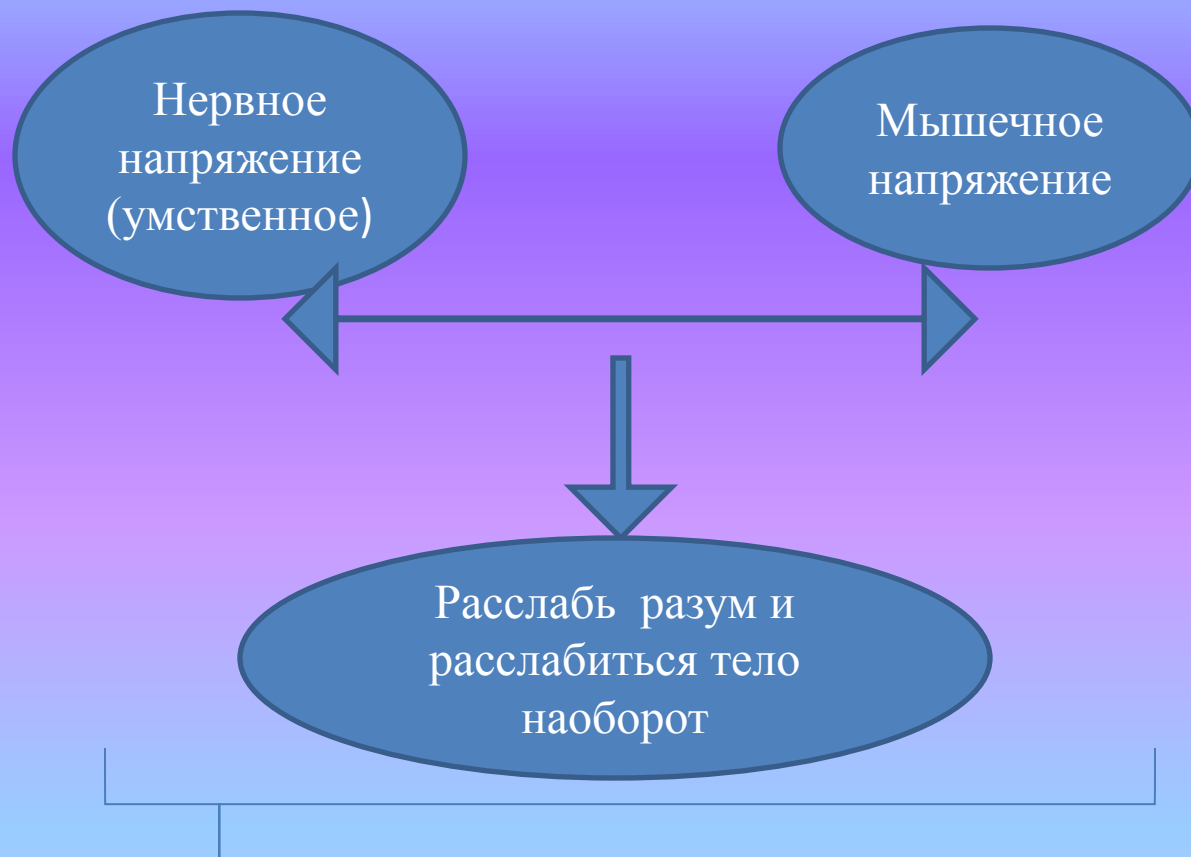 Нервное
напряжение
(умственное)
Мышечное
напряжение
Расслабь  разум и
расслабиться тело
наоборот